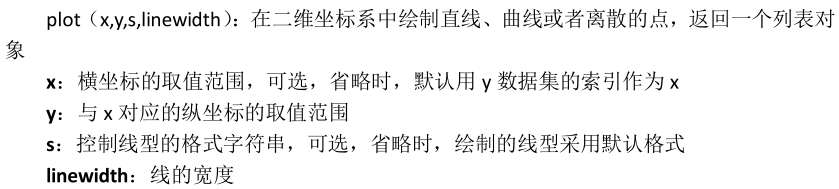 plot（x,y,s,linewidth）：在二维坐标系中绘制直线、曲线或者离散的点，返回一个列表对
象
x：横坐标的取值范围，可选，省略时，默认用 y 数据集的索引作为 x
y：与 x 对应的纵坐标的取值范围
s：控制线型的格式字符串，可选，省略时，绘制的线型采用默认格式
linewidth：线的宽度